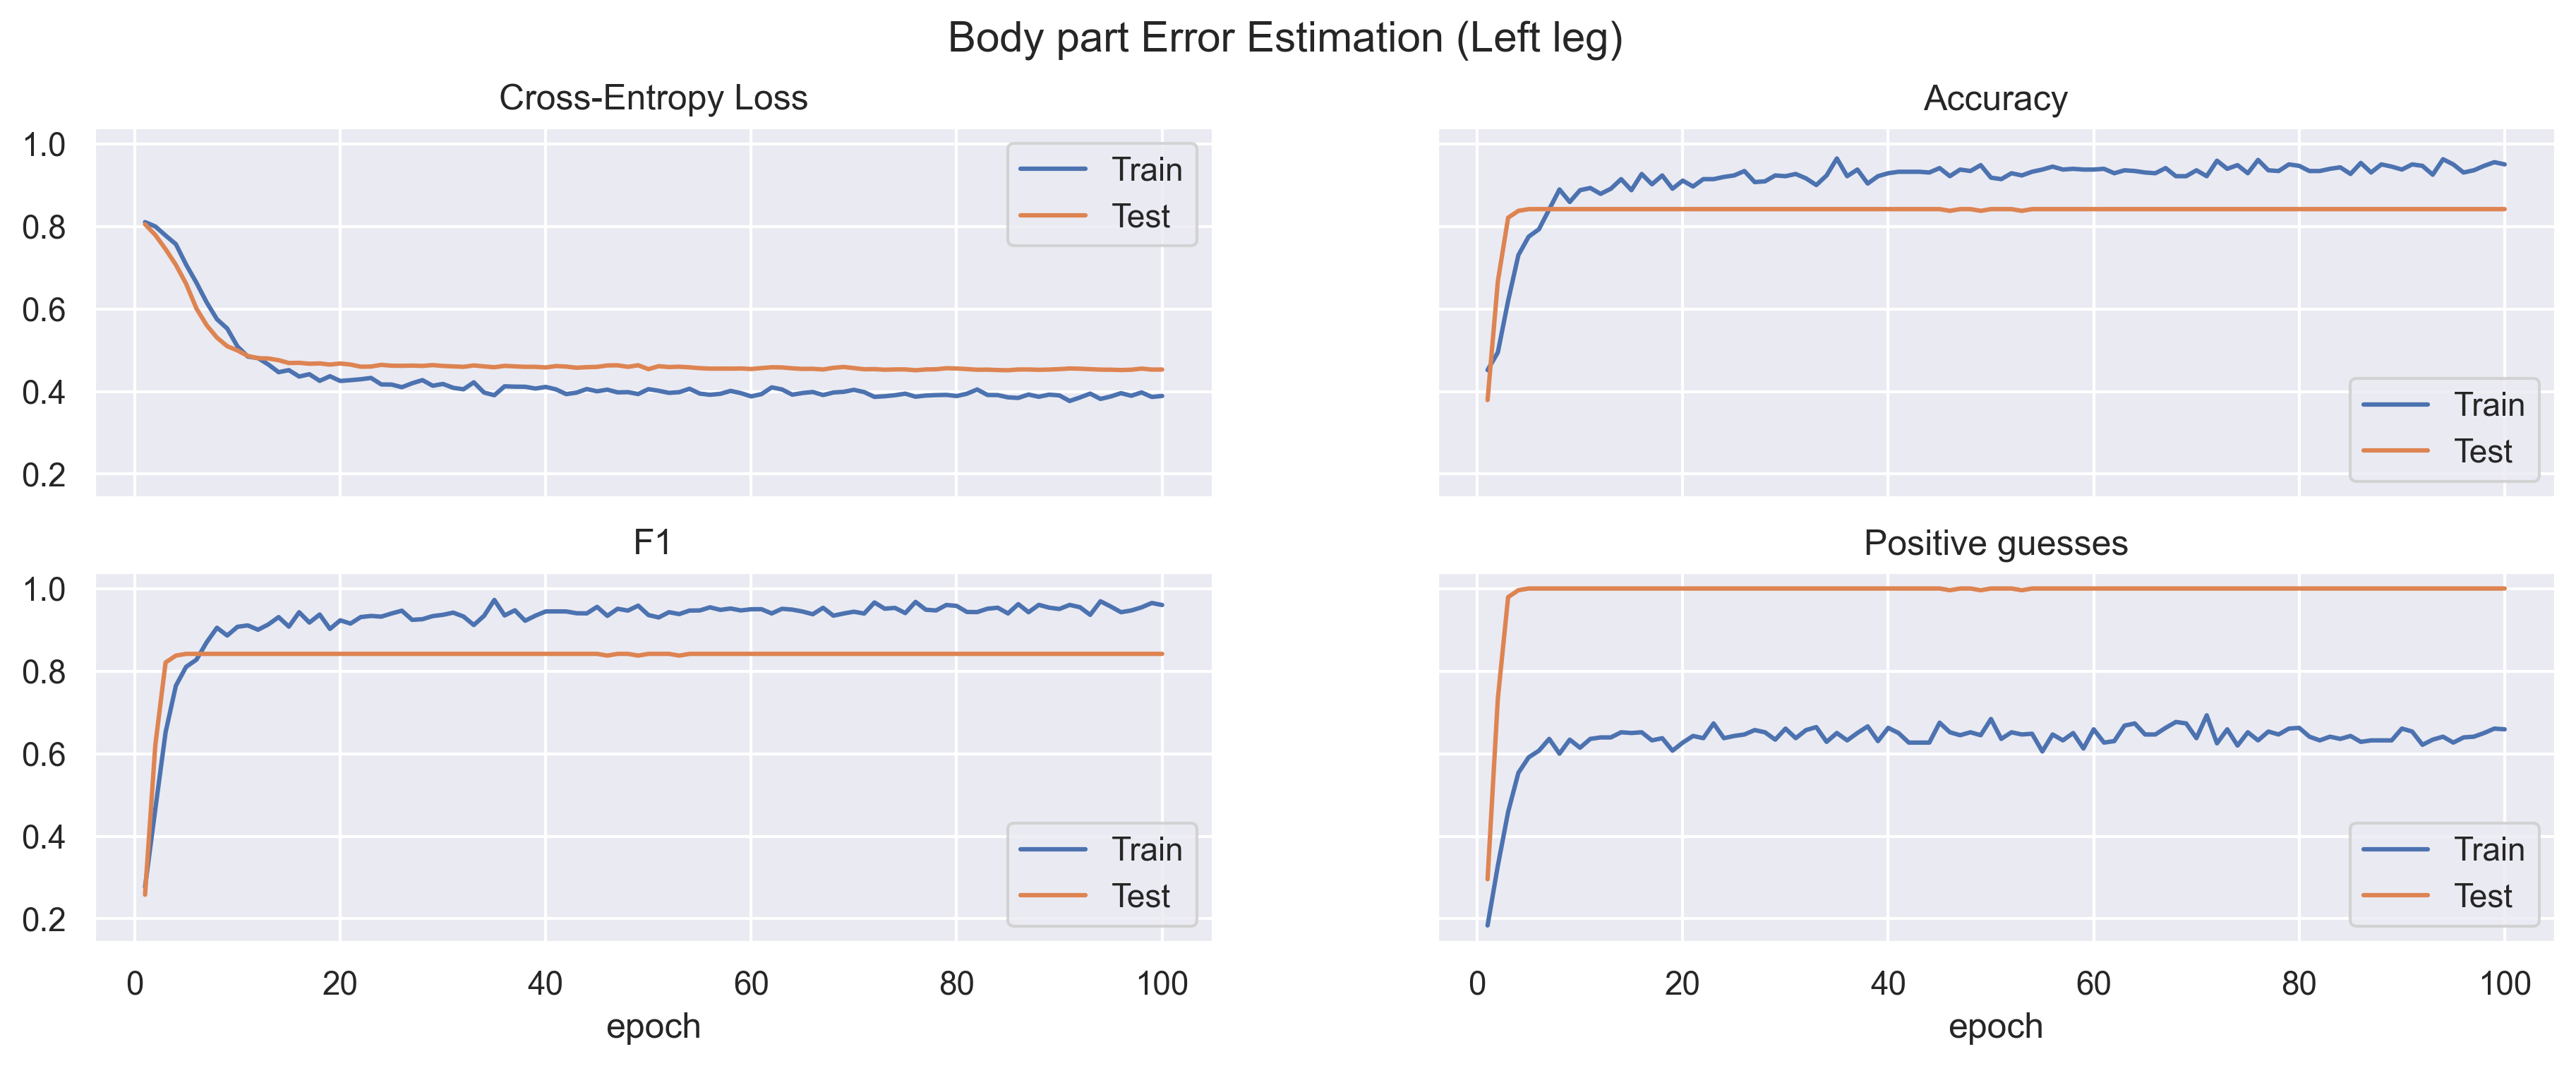 Body part Error Estimation (Left leg)
Cross-Entropy Loss
1.0
0.8
0.6
0.4
0.2
Train
Test
Accuracy
Train
Test
F1
1.0
0.8
0.6
0.4
0.2
0 20 40 60 80 100
epoch
Train
Test
Positive guesses
Train
Test
0 20 40 60 80 100
epoch